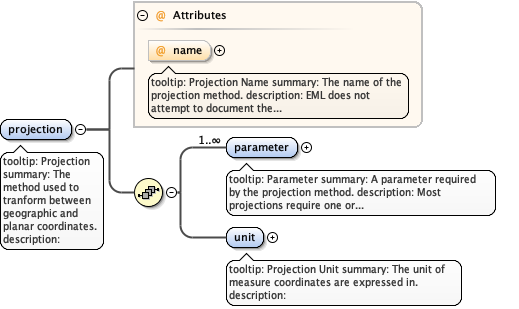 @ Attributes
@ name
tooltip: Projection Name summary: The name of the
projection method. description: EML does not
attempt to document the...
projection
tooltip: Projection
summary: The
method used to
tranform between
geographic and
planar coordinates.
description:
1..∞
parameter
tooltip: Parameter summary: A parameter required
by the projection method. description: Most
projections require one or...
unit
tooltip: Projection Unit summary: The unit of
measure coordinates are expressed in.
description: